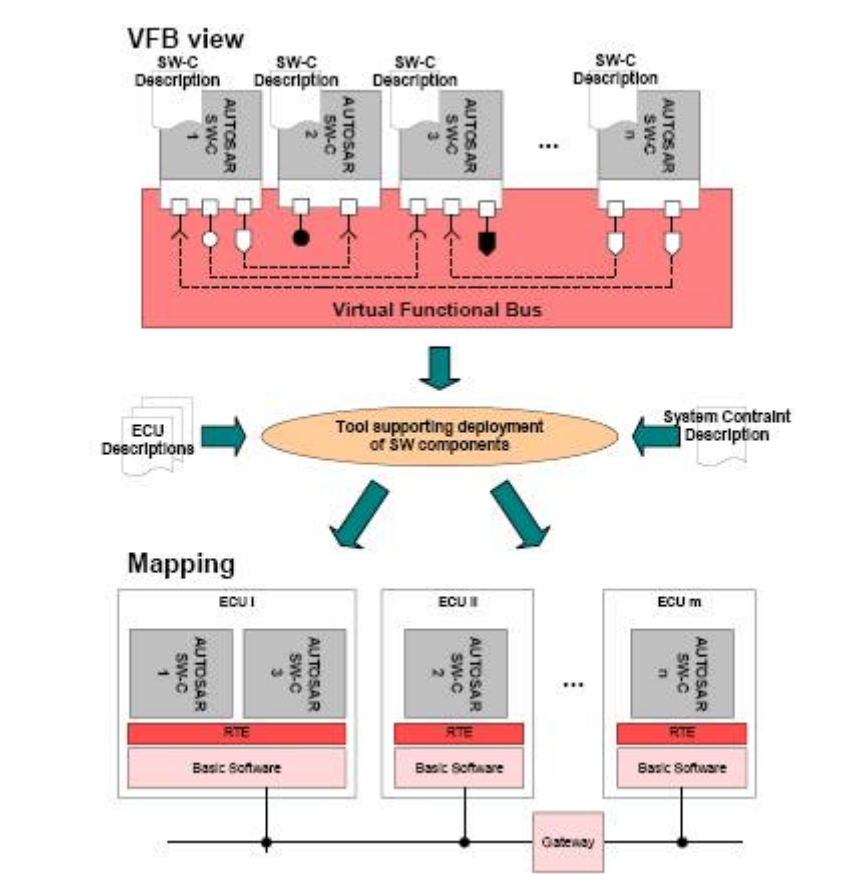 VFB view
SW-C
Description
SW-C
Description
SW-C
Description
SW-C
Description
AUTOSAR
SW-C
1
AUTOSAR
SW-C
2
AUTOSAR
SW-C
3
...
AUTOSAR
SW-C
n
Virtual Functional Bus
ECU
Descriptions
Tool supporting deployment
of SW components
System Contraint
Description
Mapping
ECU I
ECU II
ECU m
AUTOSAR
SW-C
1
AUTOSAR
SW-C
3
AUTOSAR
SW-C
2
...
AUTOSAR
SW-C
n
RTE
RTE
RTE
Basic Software
Basic Software
Basic Software
Gateway